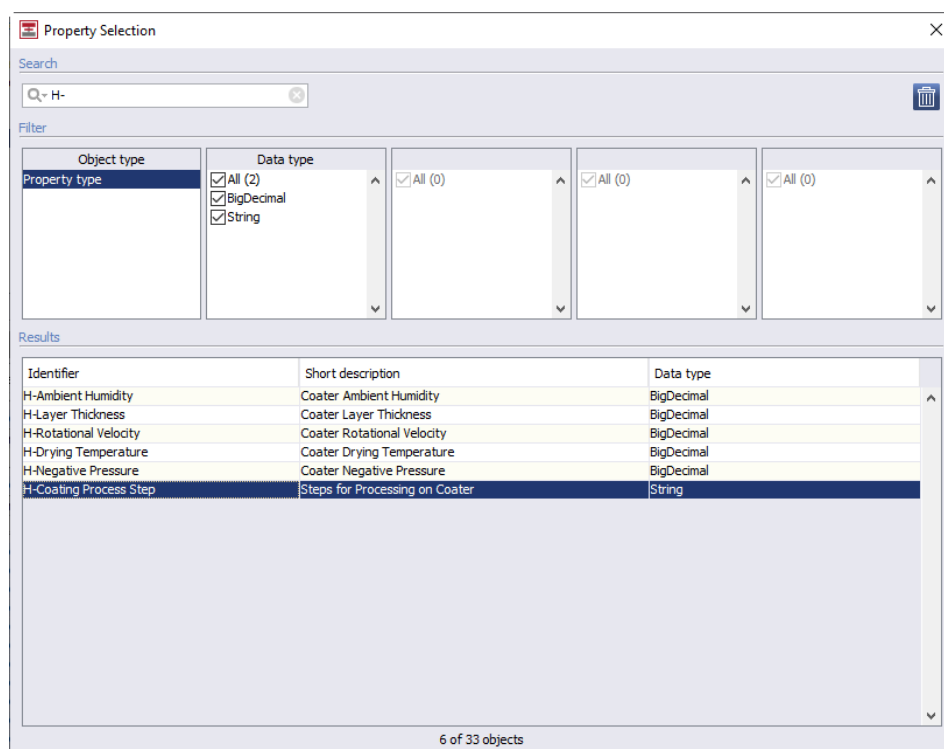 Property Selection
Search
H-
Filter
Object type Data type
Property type All (2) All (0) All (0) All (0)
BigDecimal
String
Results
Identifier Short description Data type
H-Ambient Humidity Coater Ambient Humidity BigDecimal
H-Layer Thickness Coater Layer Thickness BigDecimal
H-Rotational Velocity Coater Rotational Velocity BigDecimal
H-Drying Temperature Coater Drying Temperature BigDecimal
H-Negative Pressure Coater Negative Pressure BigDecimal
H-Coating Process Step Steps for Processing on Coater String
6 of 33 objects